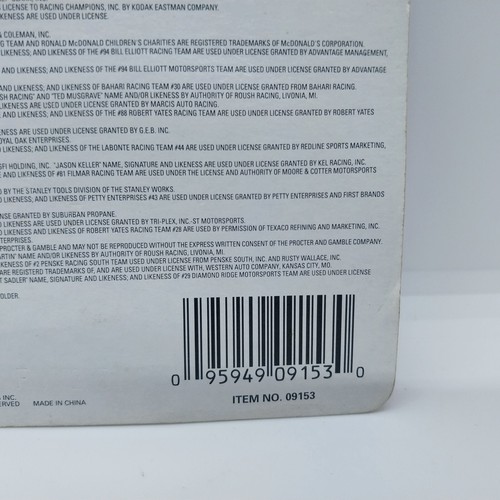 TO RACING CHAMPIONS, INC. BY KODAK EASTMAN COMPANY.
KENESS ARE USED UNDER LICENSE.
COLEMAN, INC.
TEAM AND RONALD McDONALD CHILDREN'S CHARITIES ARE REGISTERED TRADEMARKS OF McDONALD'S CORPORATION.
LIKENESS; AND LIKENESS OF THE #94 BILL ELLIOTT RACING TEAM ARE USED UNDER LICENSE GRANTED BY ADVANTAGE MANAGEMENT,
AND LIKENESS; AND LIKENESS OF THE #94 BILL ELLIOTT MOTORSPORTS TEAM ARE USED UNDER LICENSE GRANTED BY ADVANTAGE
AND LIKENESS; AND LIKENESS OF BAHARI RACING TEAM #30 ARE USED UNDER LICENSE GRANTED FROM BAHARI RACING.
SH RACING" AND "TED MUSGRAVE" NAME AND/OR LIKENESS BY AUTHORITY OF ROUSH RACING, LIVONIA, MI.
LIKENESS ARE USED UNDER LICENSE GRANTED BY MARCIS AUTO RACING.
AND LIKENESS; AND LIKENESS OF THE #88 ROBERT YATES RACING TEAM ARE USED UNDER LICENSE GRANTED BY ROBERT YATES
LIKENESS ARE USED UNDER LICENSE GRANTED BY G.E.B. INC.
OYAL OAK ENTERPRISES.
D LIKENESS; AND LIKENESS OF THE LABONTE RACING TEAM #44 ARE USED UNDER LICENSE GRANTED BY REDLINE SPORTS MARKETING,
SFI HOLDING, INC. "JASON KELLER" NAME, SIGNATURE AND LIKENESS ARE USED UNDER LICENSE GRANTED BY KEL RACING, INC.
KENESS OF #81 FILMAR RACING TEAM ARE USED UNDER THE LICENSE AND AUTHORITY OF MOORE & COTTER MOTORSPORTS
D BY THE STANLEY TOOLS DIVISION OF THE STANLEY WORKS.
D LIKENESS; AND LIKENESS OF PETTY ENTERPRISES #43 ARE USED UNDER LICENSE GRANTED BY PETTY ENTERPRISES AND FIRST BRANDS
NSE GRANTED BY SUBURBAN PROPANE.
LIKENESS ARE USED UNDER LICENSE GRANTED BY TRI-PLEX, INC.-ST MOTORSPORTS.
D LIKENESS; AND LIKENESS OF ROBERT YATES RACING TEAM #28 ARE USED BY PERMISSION OF TEXACO REFINING AND MARKETING, INC.
TERPRISES.
PROCTER & GAMBLE AND MAY NOT BE REPRODUCED WITHOUT THE EXPRESS WRITTEN CONSENT OF THE PROCTER AND GAMBLE COMPANY.
ARTIN" NAME AND/OR LIKENESS BY AUTHORITY OF ROUSH RACING, LIVONIA, MI.
KENESS OF #2 PENSKE RACING SOUTH TEAM USED UNDER LICENSE FROM PENSKE SOUTH, INC. AND RUSTY WALLACE, INC.
ARE REGISTERED TRADEMARKS OF, AND ARE USED UNDER LICENSE WITH, WESTERN AUTO COMPANY, KANSAS CITY, MO.
T SADLER" NAME, SIGNATURE AND LIKENESS; AND LIKENESS OF #29 DIAMOND RIDGE MOTORSPORTS TEAM ARE USED UNDER LICENSE
OLDER.
0 95949 09153 0
ITEM NO. 09153
INC.
ERVED MADE IN CHINA